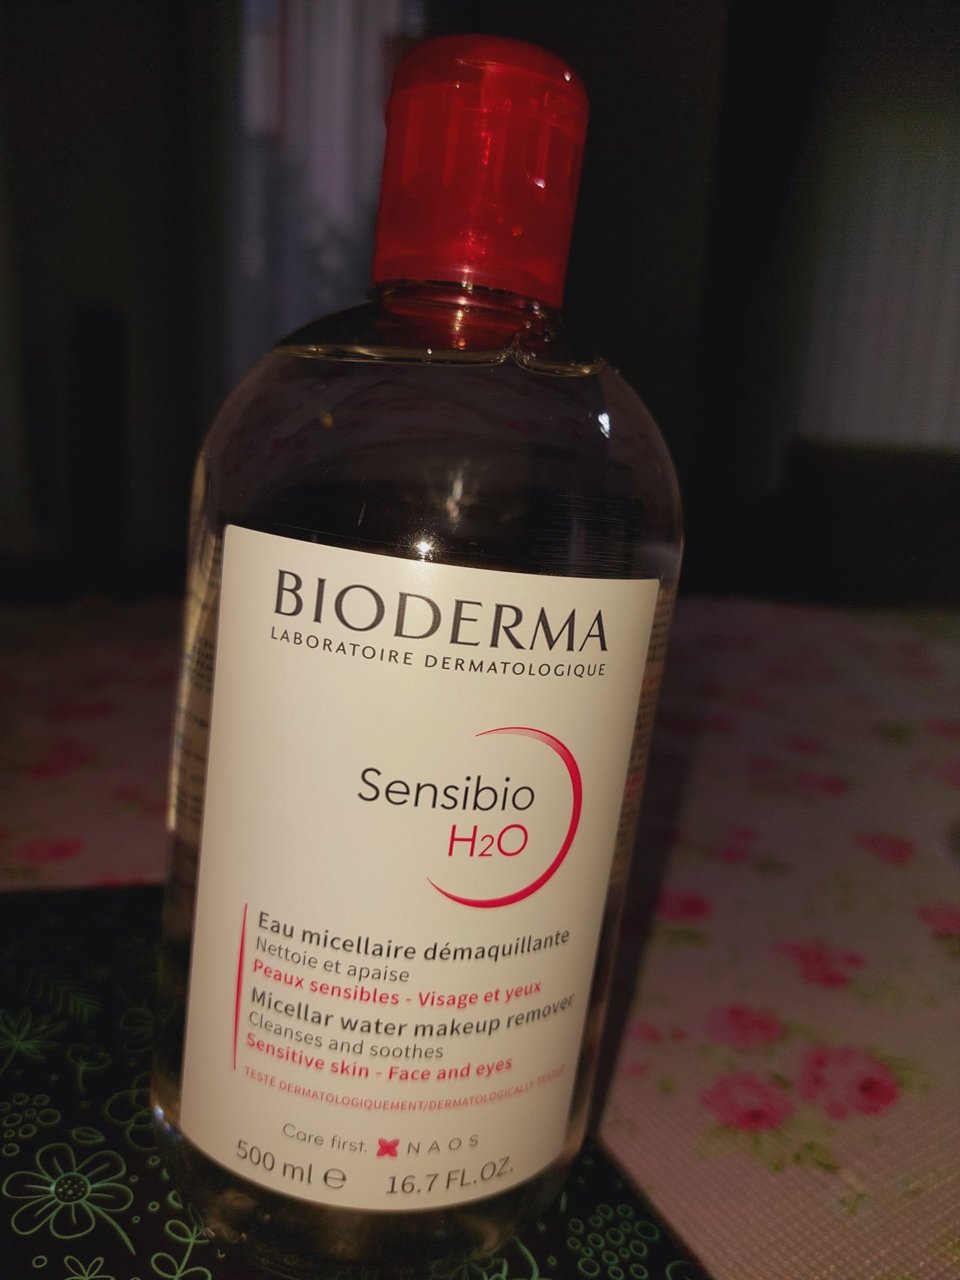 BIODERMA
LABORATOIRE DERMATOLOGIQUE
Sensibio
H2O
Eau micellaire démaquillante
Nettoie et apaise
Peaux sensibles - Visage et yeux
Micellar water makeup remover
Cleanses and soothes
Sensitive skin - Face and eyes
TESTÉ DERMATOLOGIQUEMENT/DERMATOLOGICALLY TESTED
Care first. NAOS
500 ml ℮ 16.7 FL.OZ.